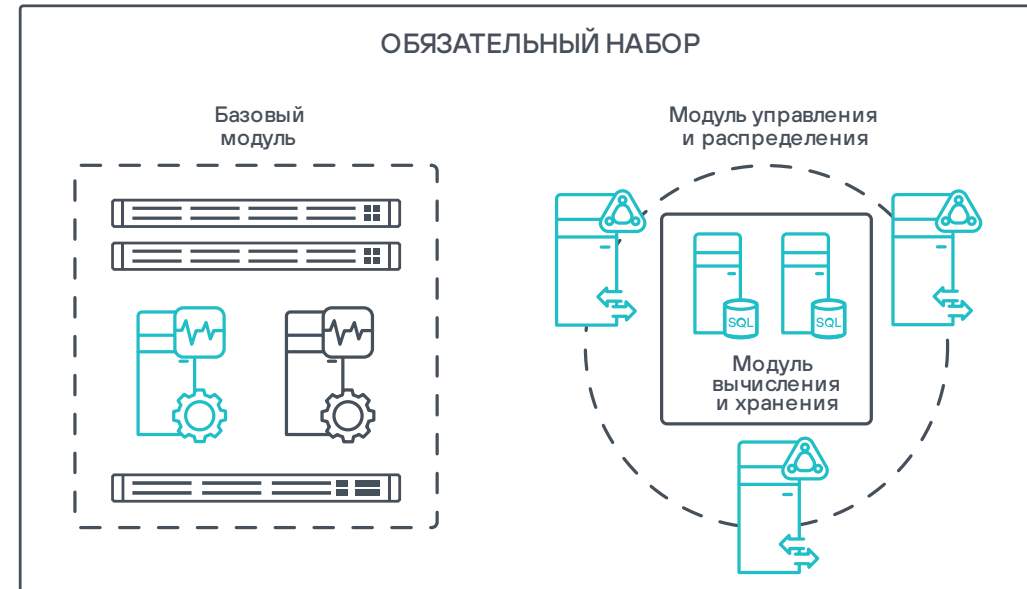 ОБЯЗАТЕЛЬНЫЙ НАБОР
Базовый
модуль
Модуль управления
и распределения
SQL
SQL
Модуль
вычисления
и хранения